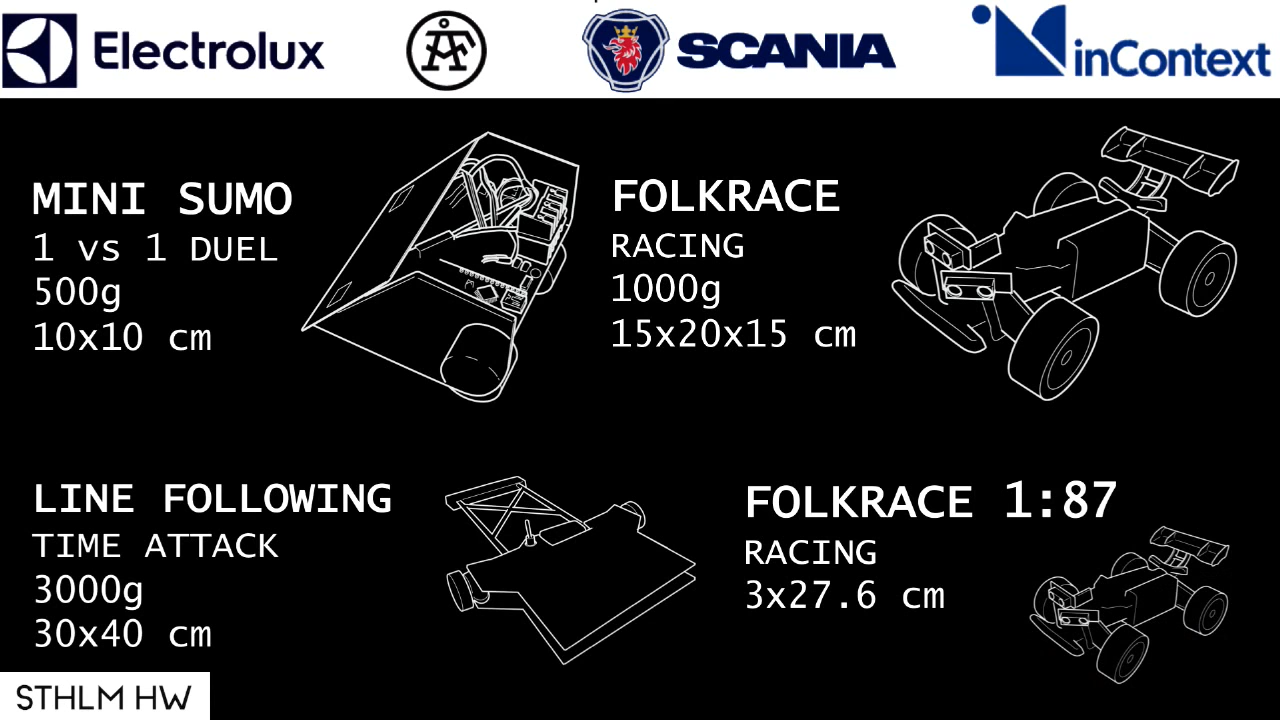 Electrolux
SCANIA
inContext
MINI SUMO
1 vs 1 DUEL
500g
10x10 cm
FOLKRACE
RACING
1000g
15x20x15 cm
LINE FOLLOWING
TIME ATTACK
3000g
30x40 cm
FOLKRACE 1:87
RACING
3x27.6 cm
STHLM HW